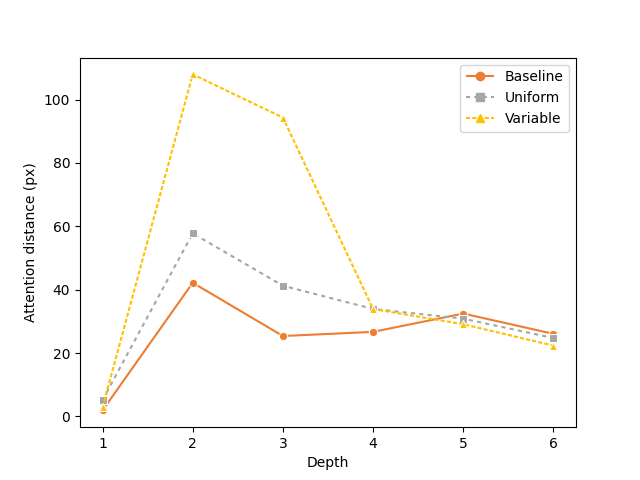 Baseline
Uniform
Variable
Attention distance (px)
100
80
60
40
20
0
1 2 3 4 5 6
Depth